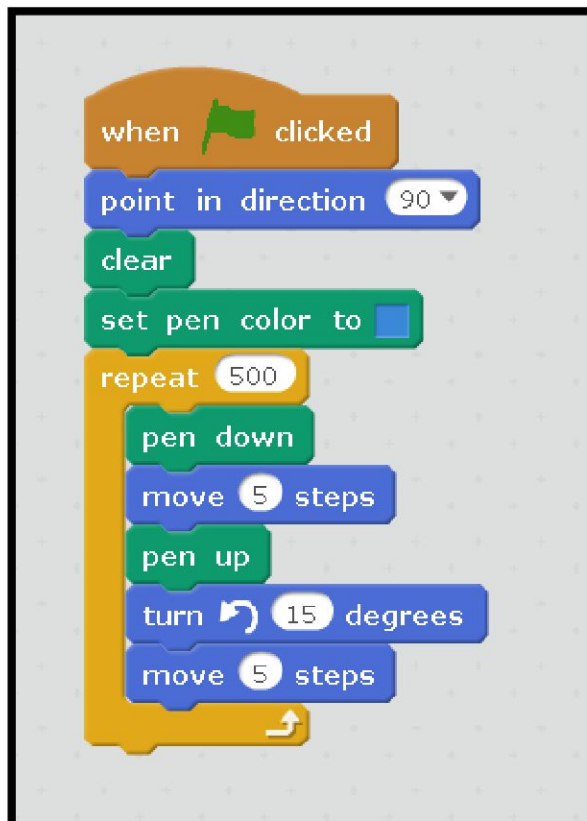 when clicked
point in direction 90
clear
set pen color to
repeat 500
pen down
move 5 steps
pen up
turn 15 degrees
move 5 steps